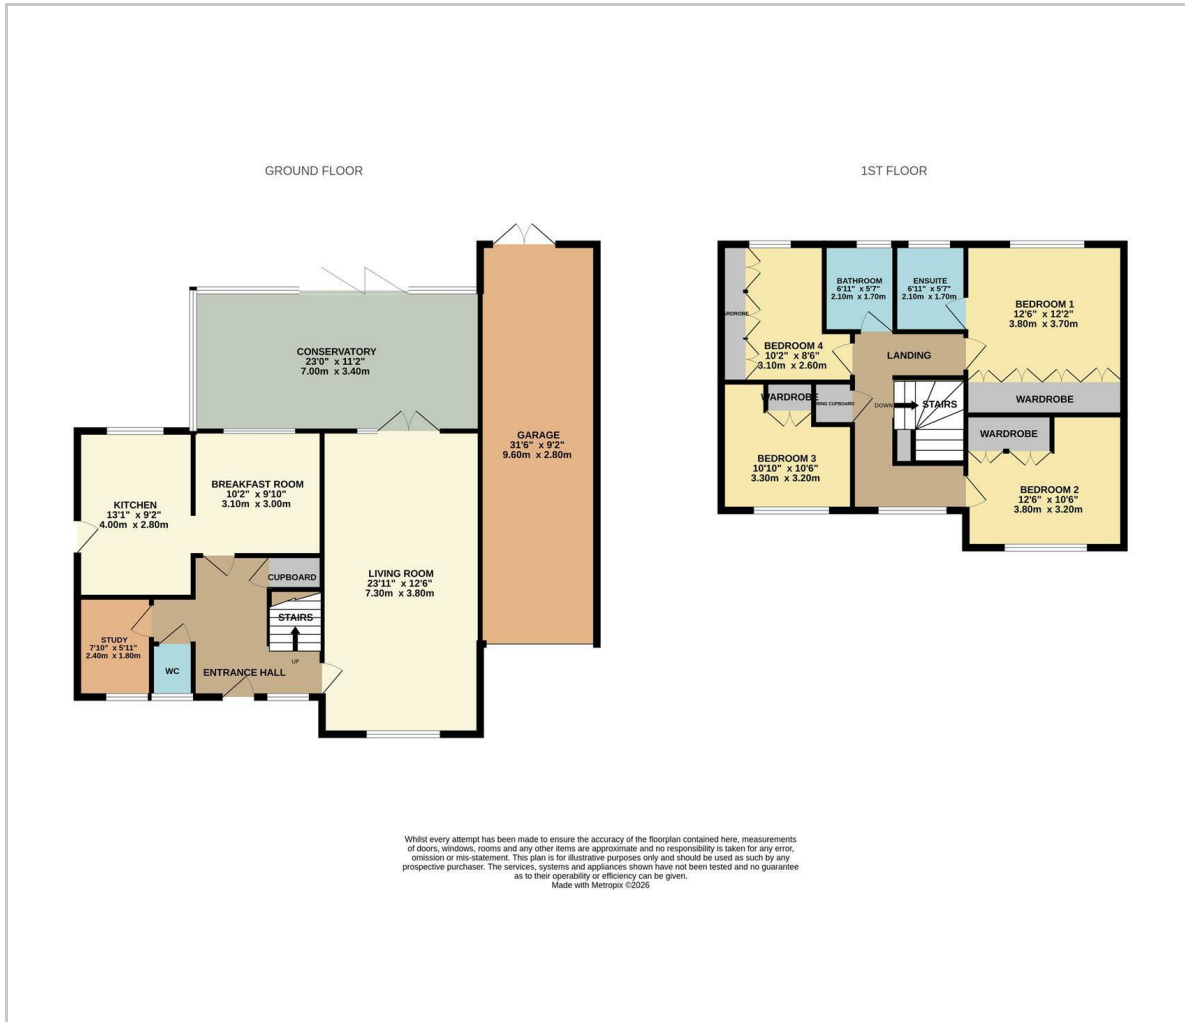 GROUND FLOOR
CONSERVATORY
23'0" x 11'2"
7.00m x 3.40m
GARAGE
31'6" x 9'2"
9.60m x 2.80m
BREAKFAST ROOM
10'2" x 9'10"
3.10m x 3.00m
KITCHEN
13'1" x 9'2"
4.00m x 2.80m
CUPBOARD
LIVING ROOM
23'11" x 12'6"
7.30m x 3.80m
STAIRS
UP
STUDY
7'10" x 5'11"
2.40m x 1.80m
WC
ENTRANCE HALL
1ST FLOOR
BATHROOM
6'11" x 5'7"
2.10m x 1.70m
ENSUITE
6'11" x 5'7"
2.10m x 1.70m
BEDROOM 1
12'6" x 12'2"
3.80m x 3.70m
RDROBE
BEDROOM 4
10'2" x 8'6"
3.10m x 2.60m
LANDING
WARDROBE
WARDROBE
RING CUPBOARD
DOWN
STAIRS
WARDROBE
BEDROOM 3
10'10" x 10'6"
3.30m x 3.20m
BEDROOM 2
12'6" x 10'6"
3.80m x 3.20m
Whilst every attempt has been made to ensure the accuracy of the floorplan contained here, measurements
of doors, windows, rooms and any other items are approximate and no responsibility is taken for any error,
omission or mis-statement. This plan is for illustrative purposes only and should be used as such by any
prospective purchaser. The services, systems and appliances shown have not been tested and no guarantee
as to their operability or efficiency can be given.
Made with Metropix ©2026